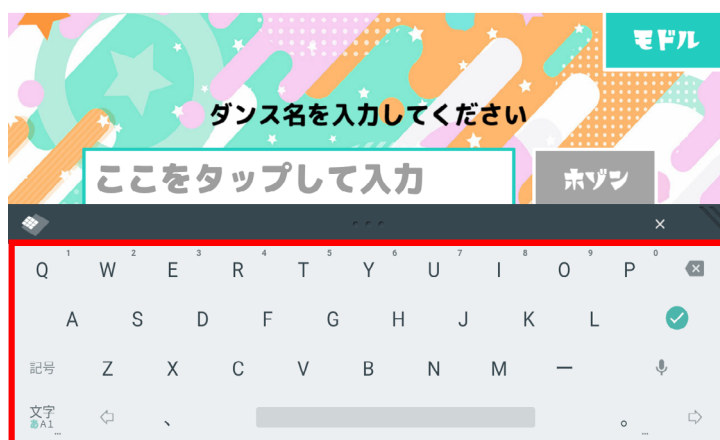 モドル
ダンス名を入力してください
ここをタップして入力
ホゾン
×
Q 1 W 2 E 3 R 4 T 5 Y 6 U 7 I 8 O 9 P 0
A S D F G H J K L
記号 Z X C V B N M ー
文字 、 。
あA1